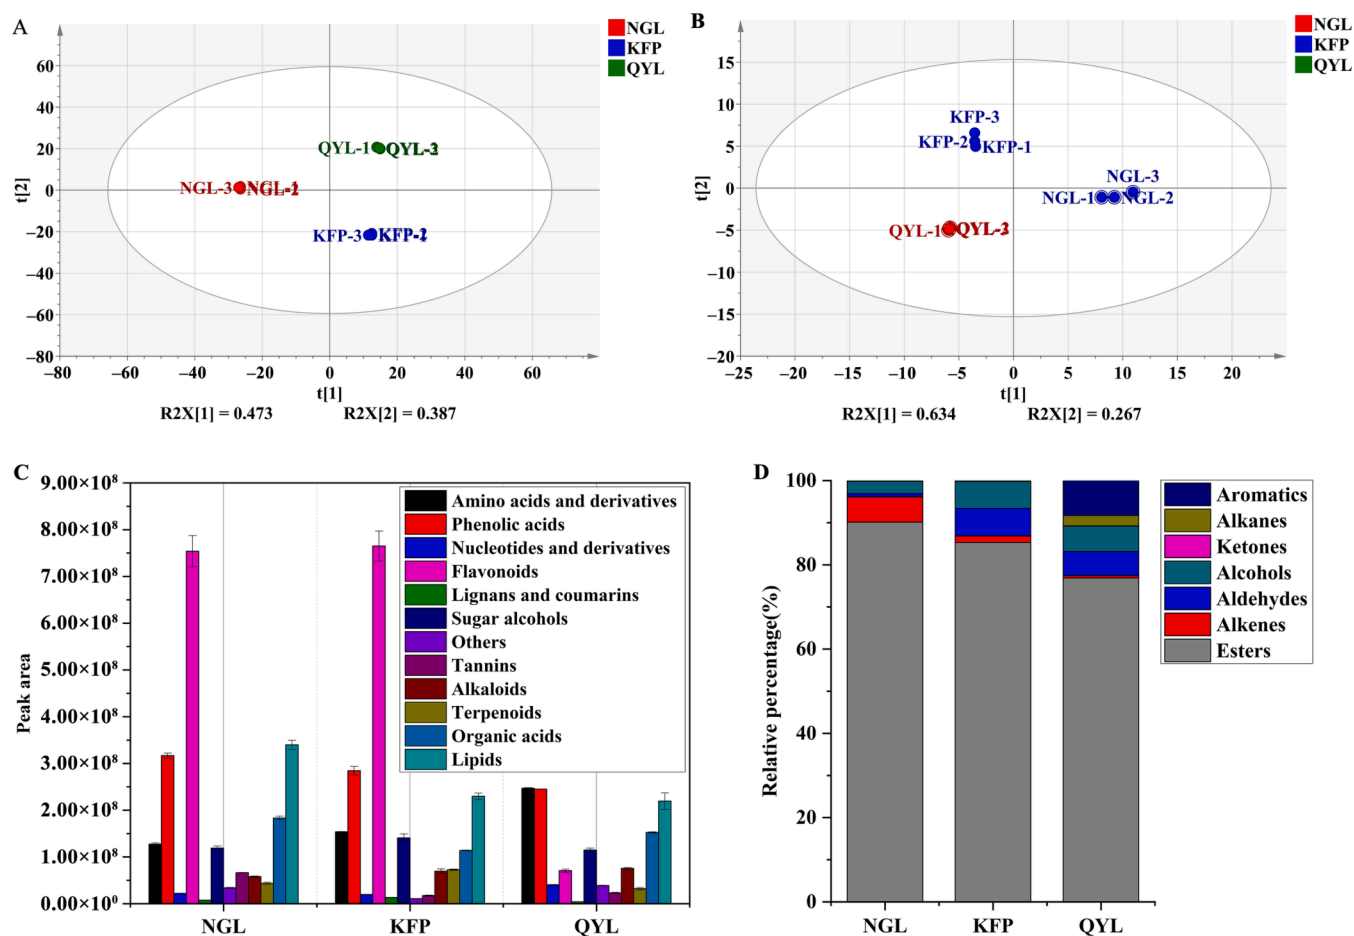 A
NGL
KFP
QYL
60
40
20
0
−20
−40
−60
−80
t[2]
QYL-1
NGL-3
KFP-3
−80
−60
−40
−20
0
20
40
60
t[1]
R2X[1] = 0.473
R2X[2] = 0.387
B
NGL
KFP
QYL
15
10
5
0
−5
−10
−15
−20
t[2]
KFP-3
KFP-2
KFP-1
NGL-3
NGL-1
NGL-2
QYL-1
−25
−20
−15
−10
−5
0
5
10
15
20
t[1]
R2X[1] = 0.634
R2X[2] = 0.267
C
9.00×10⁸
8.00×10⁸
7.00×10⁸
6.00×10⁸
5.00×10⁸
4.00×10⁸
3.00×10⁸
2.00×10⁸
1.00×10⁸
0.00×10⁰
Peak area
Amino acids and derivatives
Phenolic acids
Nucleotides and derivatives
Flavonoids
Lignans and coumarins
Sugar alcohols
Others
Tannins
Alkaloids
Terpenoids
Organic acids
Lipids
NGL
KFP
QYL
D
100
80
60
40
20
0
Relative percentage(%)
Aromatics
Alkanes
Ketones
Alcohols
Aldehydes
Alkenes
Esters
NGL
KFP
QYL